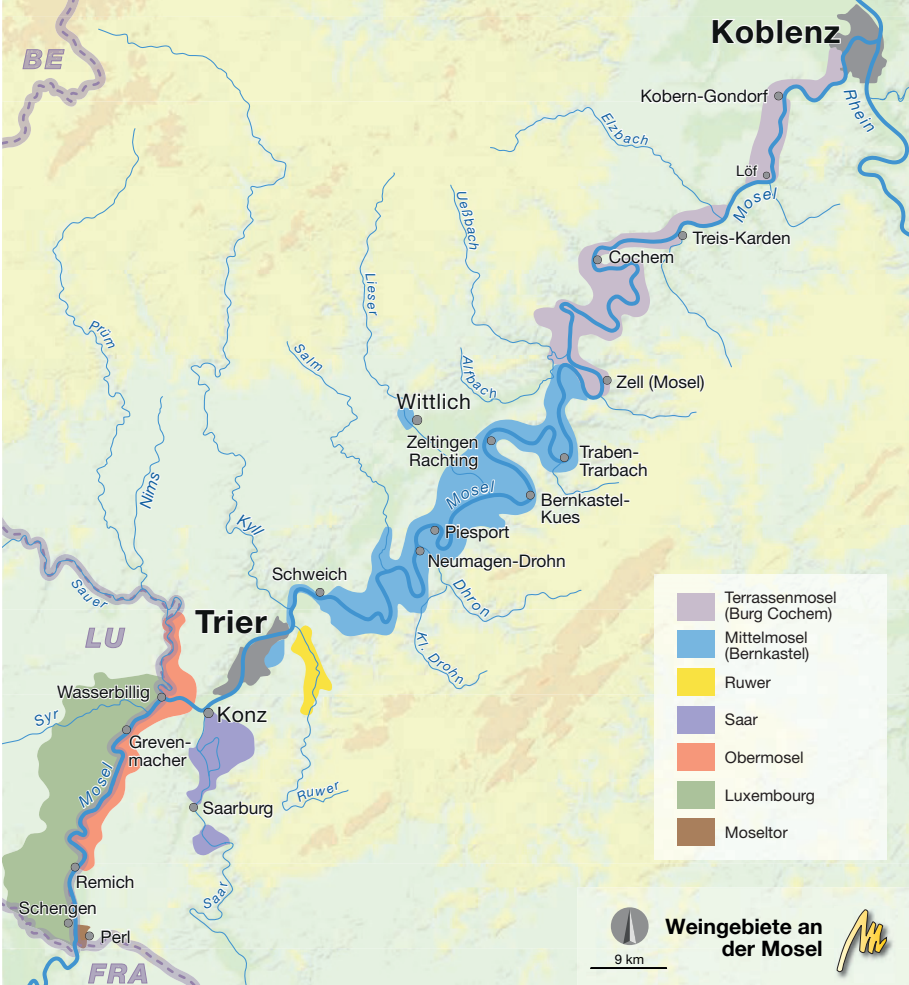 BE
Koblenz
Kobern-Gondorf
Rhein
Elzbach
Löf
Mosel
Ueßbach
Treis-Karden
Cochem
Lieser
Prüm
Salm
Alfbach
Zell (Mosel)
Wittlich
Zeltingen
Rachting
Traben-
Trarbach
Nims
Mosel
Bernkastel-
Kues
Kyll
Piesport
Neumagen-Drohn
Schweich
Dhron
Sauer
Trier
LU
Kl. Drohn
Wasserbillig
Syr
Konz
Greven-
macher
Mosel
Ruwer
Saarburg
Remich
Saar
Schengen
Perl
FRA
Terrassenmosel
(Burg Cochem)
Mittelmosel
(Bernkastel)
Ruwer
Saar
Obermosel
Luxembourg
Moseltor
9 km
Weingebiete an
der Mosel